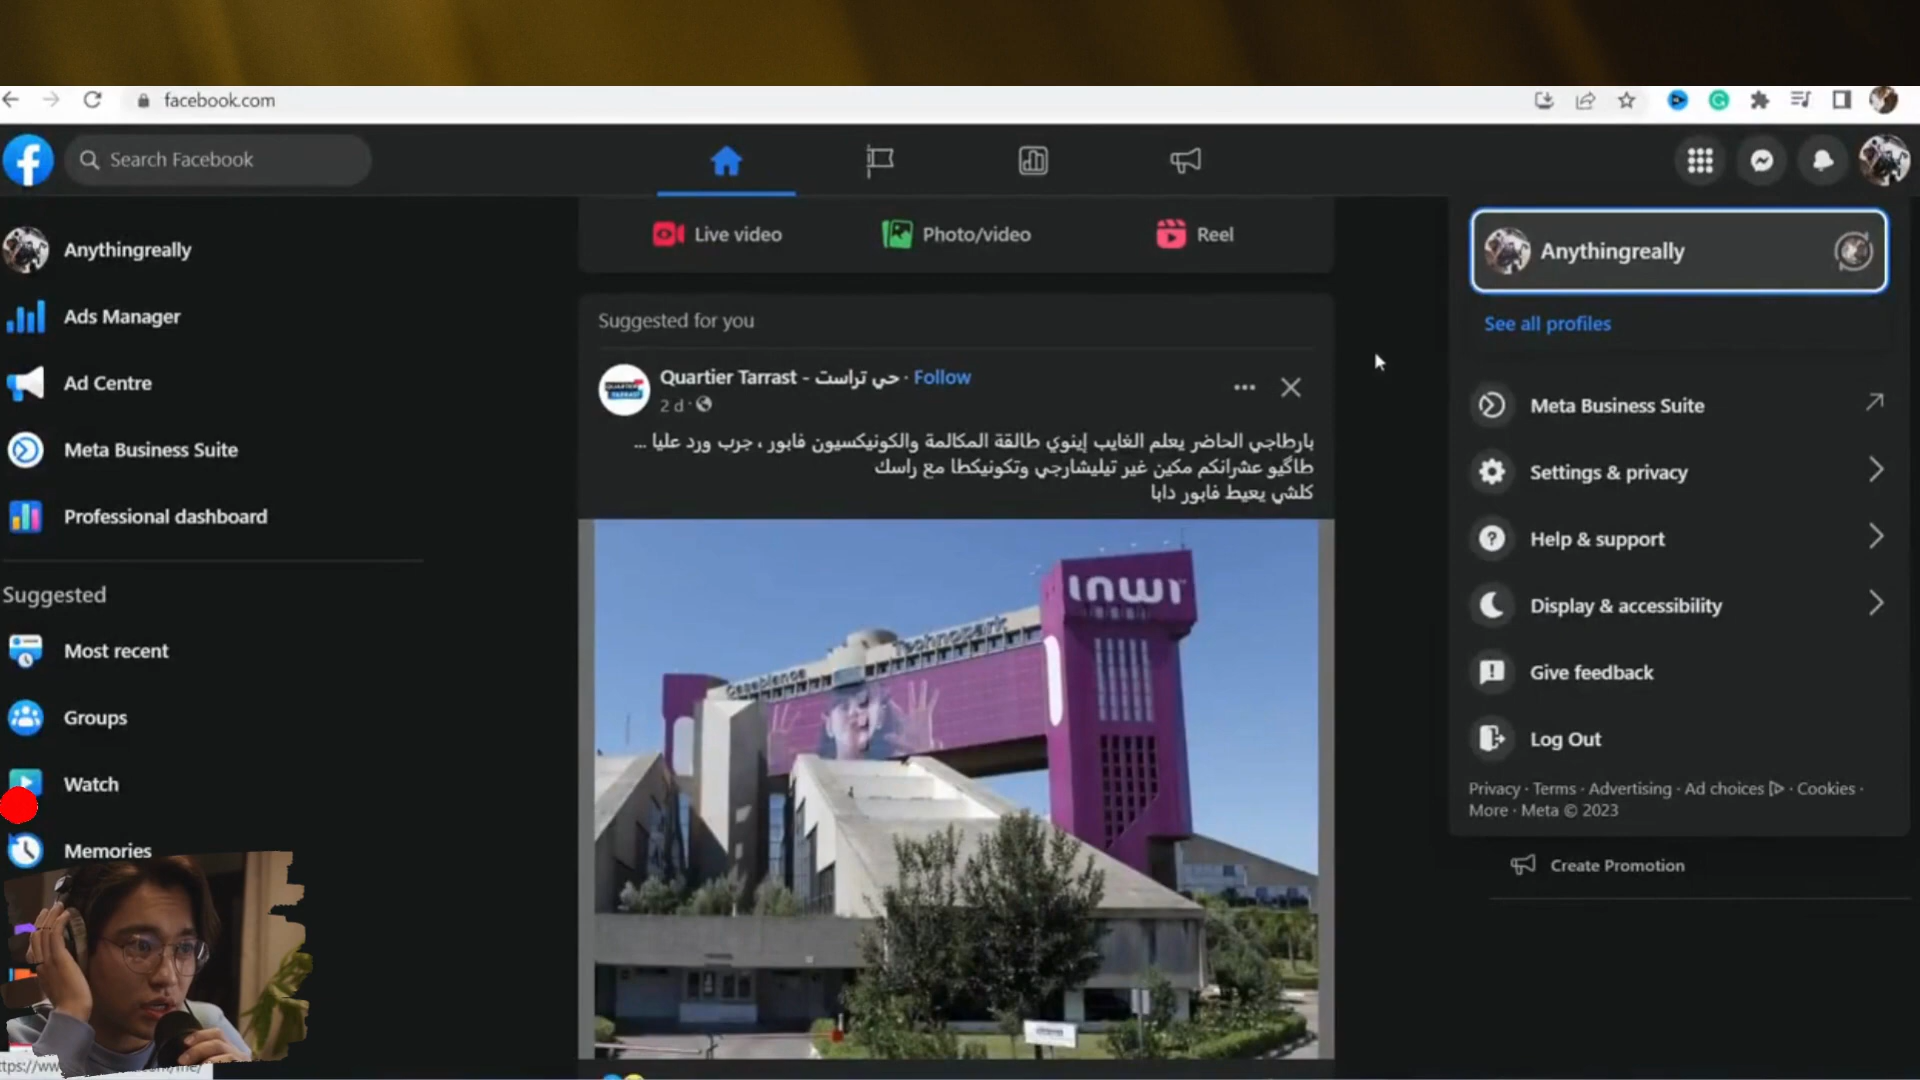 facebook.com
Search Facebook
Anythingreally
Ads Manager
Ad Centre
Meta Business Suite
Professional dashboard
Suggested
Most recent
Groups
Watch
Memories
Live video
Photo/video
Reel
Suggested for you
Quartier Tarrast - حي تراست · Follow
2 d ·
بارطاجي الحاضر يعلم الغايب إينوي طالقة المكالمة والكونيكسيون فابور ، جرب ورد عليا ...
طاگيو عشرانكم مكين غير تيليشارجي وتكونيكطا مع راسك
كلشي يعيط فابور دابا
inwi
Casablanca Technopark
Anythingreally
See all profiles
Meta Business Suite
Settings & privacy
Help & support
Display & accessibility
Give feedback
Log Out
Privacy · Terms · Advertising · Ad choices · Cookies ·
More · Meta © 2023
Create Promotion